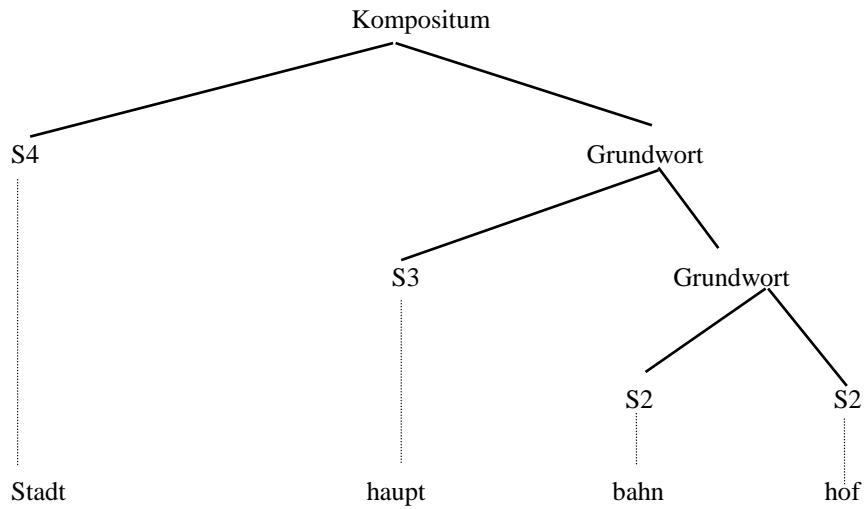 Kompositum
S4 Grundwort
S3 Grundwort
S2 S2
Stadt haupt bahn hof